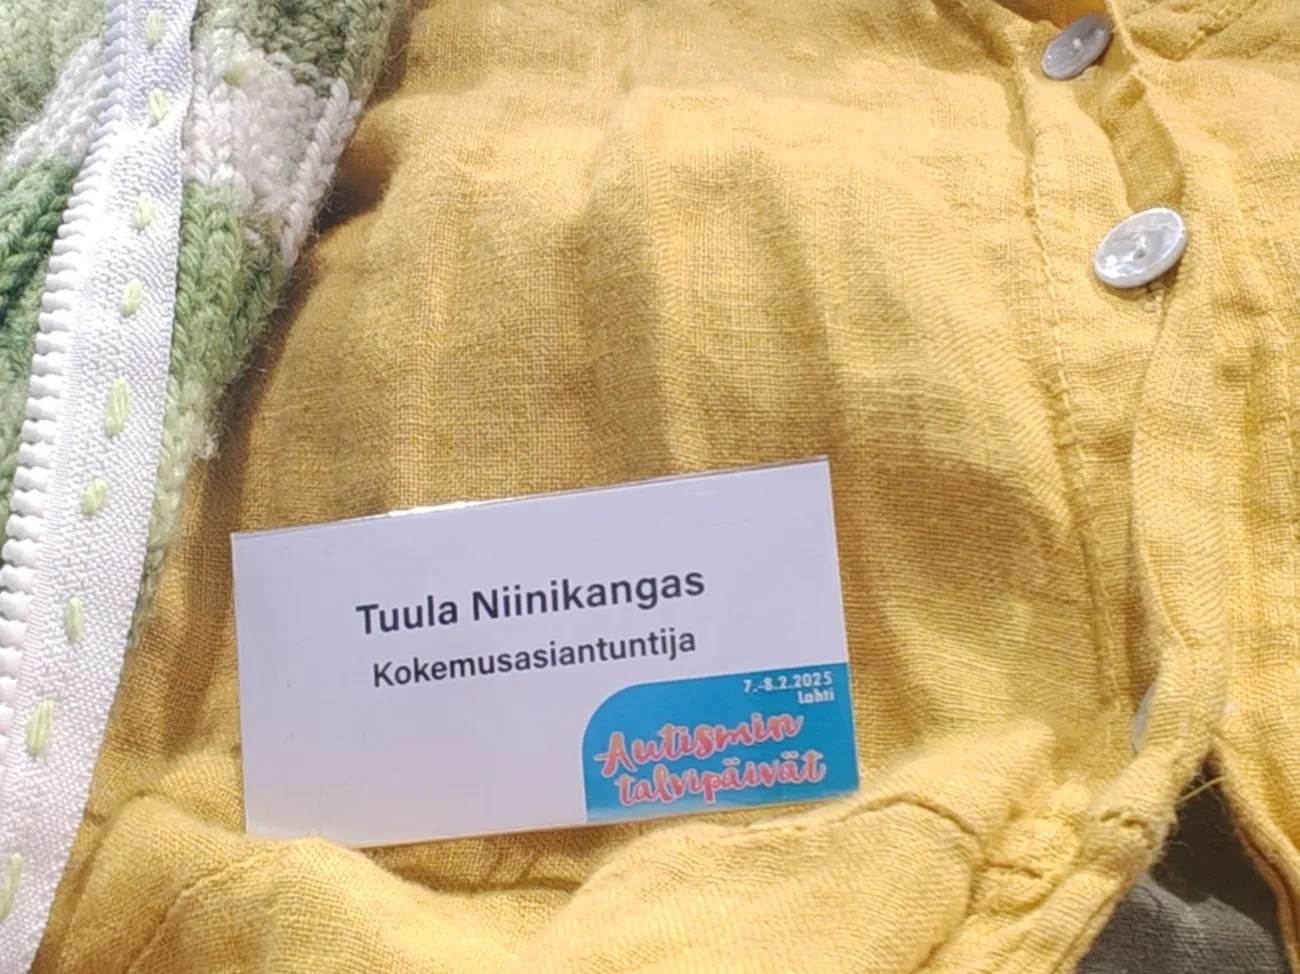 Tuula Niinikangas
Kokemusasiantuntija
7.-8.2.2025
Lahti
Autismin
talvipäivät